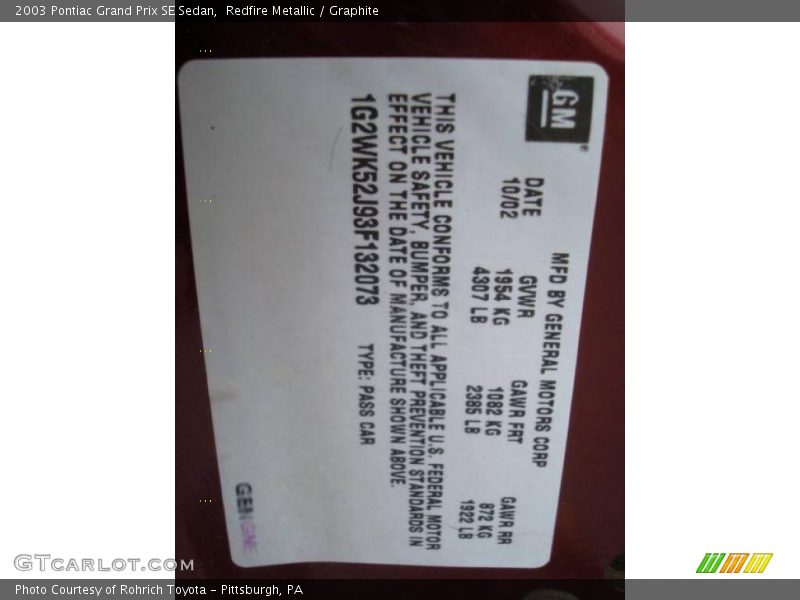 2003 Pontiac Grand Prix SE Sedan,  Redfire Metallic / Graphite
GM
MFD BY GENERAL MOTORS CORP
DATE GVWR GAWR FRT GAWR RR
10/02 1954 KG 1082 KG 872 KG
4307 LB 2385 LB 1922 LB
THIS VEHICLE CONFORMS TO ALL APPLICABLE U.S. FEDERAL MOTOR
VEHICLE SAFETY, BUMPER, AND THEFT PREVENTION STANDARDS IN
EFFECT ON THE DATE OF MANUFACTURE SHOWN ABOVE.
1G2WK52J93F132073 TYPE: PASS CAR
GTCarLot.com
Photo Courtesy of Rohrich Toyota - Pittsburgh, PA